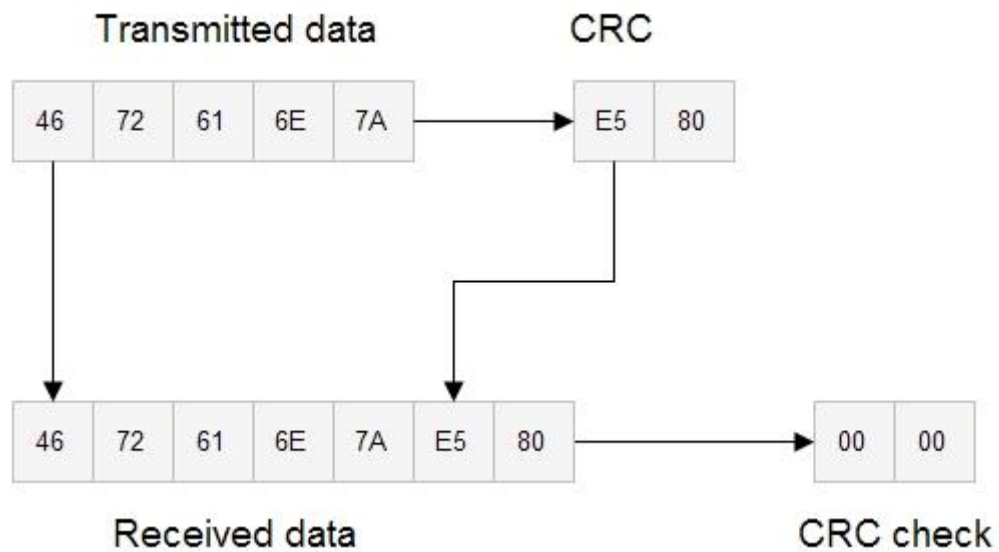 Transmitted data CRC
46 72 61 6E 7A E5 80
46 72 61 6E 7A E5 80 00 00
Received data CRC check